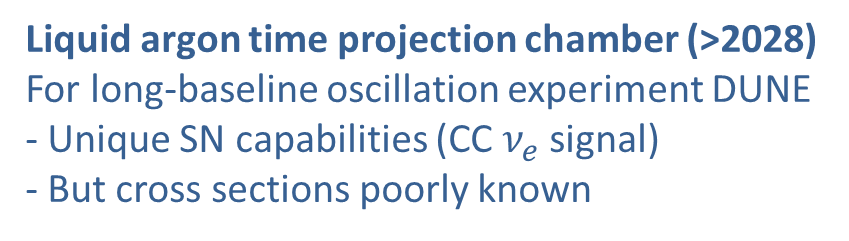 Liquid argon time projection chamber (>2028)
For long-baseline oscillation experiment DUNE
- Unique SN capabilities (CC νₑ signal)
- But cross sections poorly known